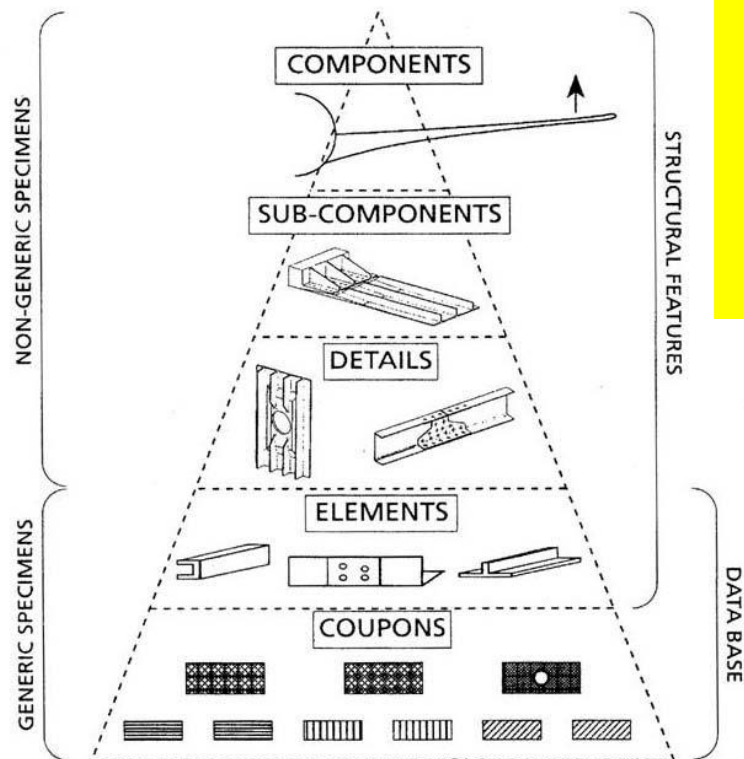 COMPONENTS
NON-GENERIC SPECIMENS
STRUCTURAL FEATURES
SUB-COMPONENTS
DETAILS
ELEMENTS
GENERIC SPECIMENS
DATA BASE
COUPONS